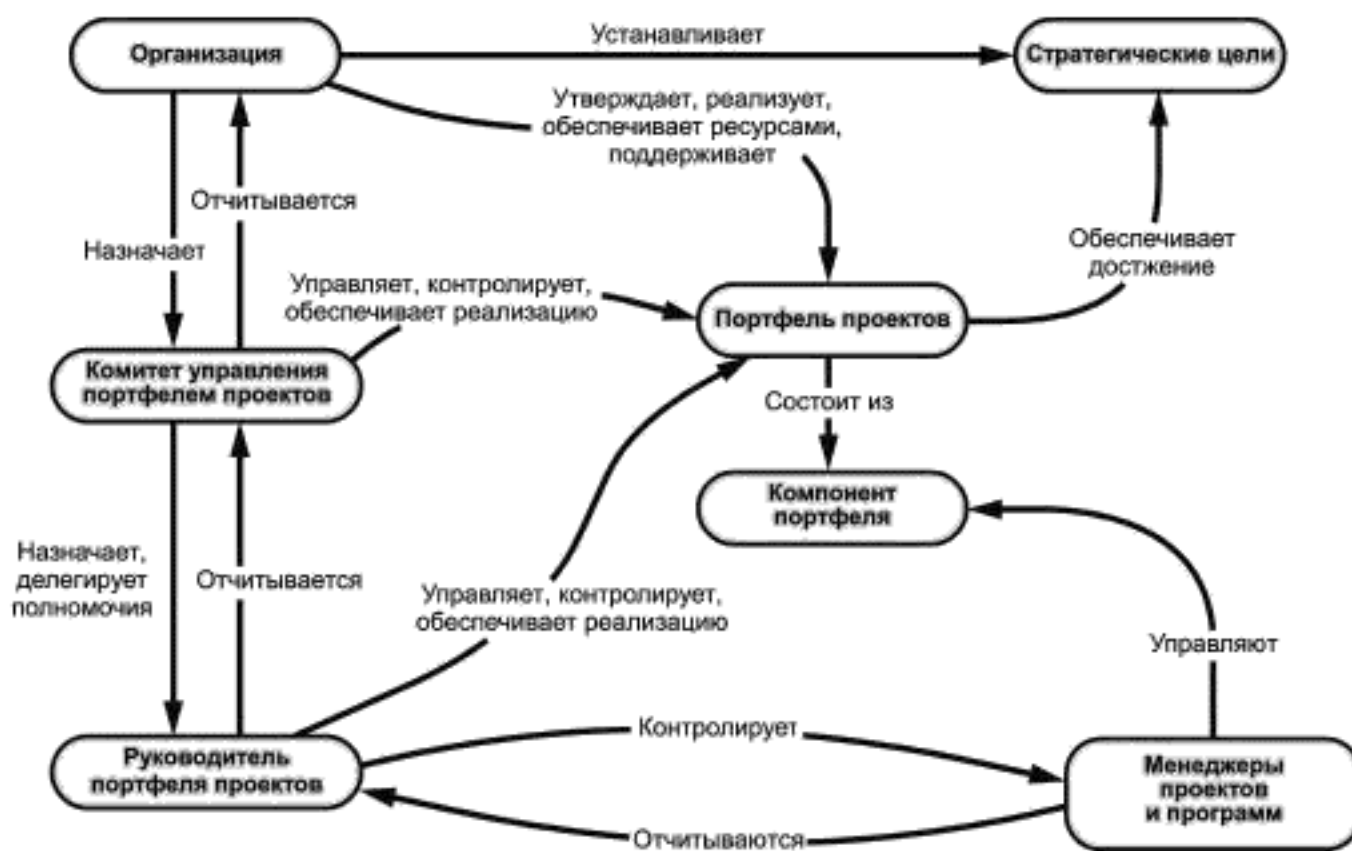 Организация
Устанавливает
Стратегические цели
Утверждает, реализует,
обеспечивает ресурсами,
поддерживает
Отчитывается
Назначает
Обеспечивает
достжение
Управляет, контролирует,
обеспечивает реализацию
Портфель проектов
Комитет управления
портфелем проектов
Состоит из
Компонент
портфеля
Назначает,
делегирует
полномочия
Отчитывается
Управляет, контролирует,
обеспечивает реализацию
Управляют
Контролирует
Руководитель
портфеля проектов
Менеджеры
проектов
и программ
Отчитываются